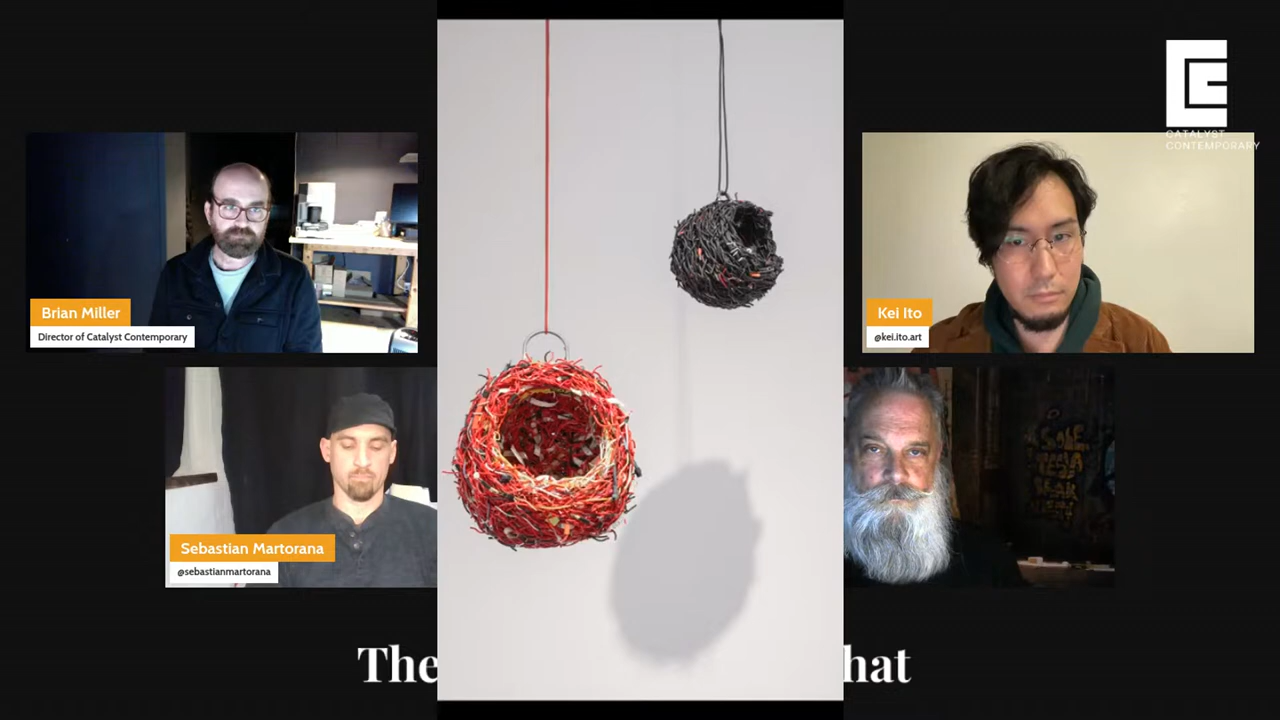 CATALYST
CONTEMPORARY
Brian Miller
Director of Catalyst Contemporary
Kei Ito
@kei.ito.art
Sebastian Martorana
@sebastianmartorana
The
hat